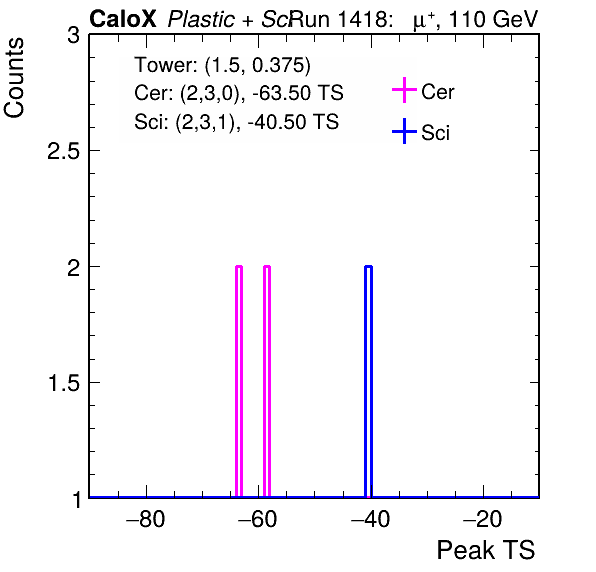 CaloX Plastic + Sci Run 1418: μ⁺, 110 GeV
Counts
3
2.5
2
1.5
1
Tower: (1.5, 0.375)
Cer: (2,3,0), -63.50 TS
Sci: (2,3,1), -40.50 TS
Cer
Sci
−80 −60 −40 −20
Peak TS